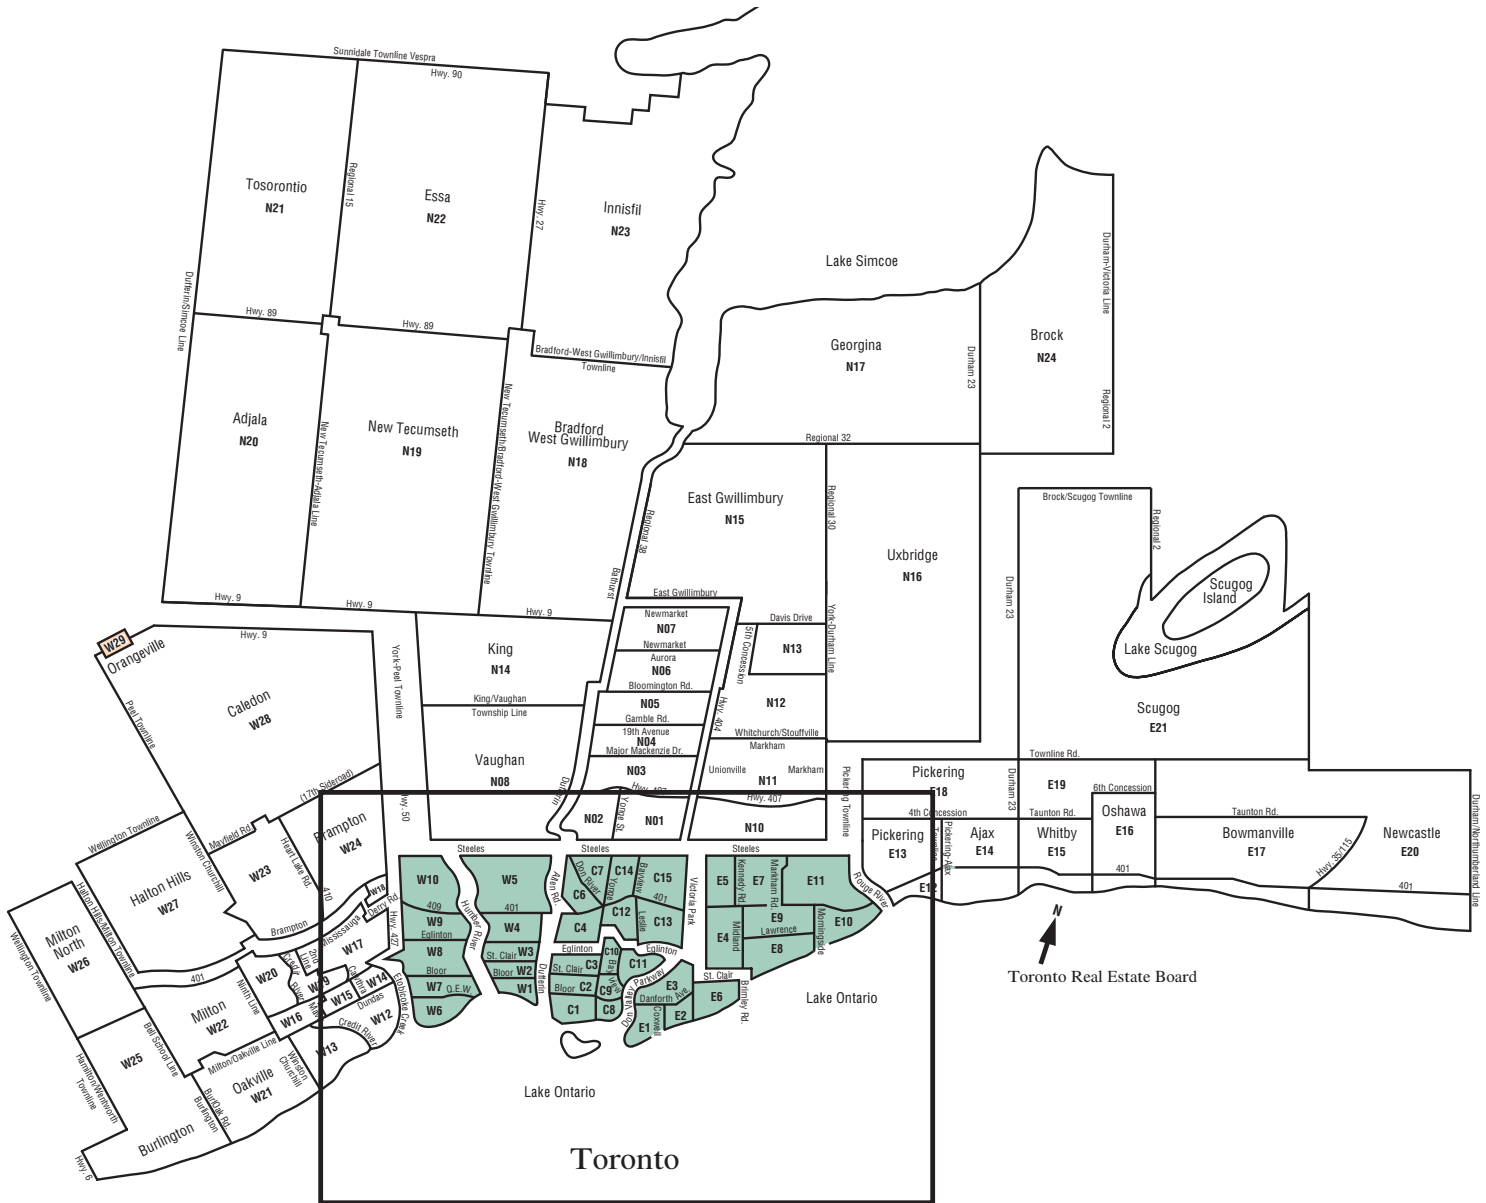 Sunnidale Townline Vespra
Hwy. 90
Tosorontio
N21
Regional 15
Essa
N22
Hwy. 27
Innisfil
N23
Lake Simcoe
Dufferin/Simcoe Line
Hwy. 89
Hwy. 89
Bradford-West Gwillimbury/Innisfil
Townline
Georgina
N17
Durham 23
Brock
N24
Durham-Victoria Line
Regional 2
Adjala
N20
New Tecumseth-Adjala Line
New Tecumseth
N19
New Tecumseth/Bradford-West Gwillimbury Townline
Bradford
West Gwillimbury
N18
Regional 32
Regional 38
Bathurst
East Gwillimbury
N15
Regional 30
Uxbridge
N16
Durham 23
Brock/Scugog Townline
Regional 2
Scugog
Island
Lake Scugog
Scugog
E21
Hwy. 9
Hwy. 9
Hwy. 9
East Gwillimbury
Newmarket
N07
Newmarket
Aurora
N06
Bloomington Rd.
N05
Gamble Rd.
19th Avenue
N04
Major Mackenzie Dr.
N03
Hwy. 407
N02
Yonge St.
N01
Davis Drive
5th Concession
N13
York-Durham Line
N12
Hwy. 404
Whitchurch/Stouffville
Markham
Unionville
Markham
N11
Hwy. 407
N10
W29
Orangeville
Hwy. 9
Caledon
W28
Peel Townline
York-Peel Townline
King
N14
King/Vaughan
Township Line
Vaughan
N08
Dufferin
Hwy. 50
(17th Sideroad)
Mayfield Rd.
Brampton
W24
Heart Lake Rd.
410
W23
Wellington Townline
Winston Churchill
Halton Hills
W27
Halton Hills/Milton Townline
Milton
North
W26
Wellington Townline
Brampton
W18
Derry Rd.
Mississauga
W17
Hwy. 427
401
W20
Credit
River
2nd
Line
W19
Mav
Cawthra
W15
W14
Dundas
W12
Etobicoke Creek
Ninth Line
W16
Credit River
W13
Milton
W22
Milton/Oakville Line
Winston
Churchill
Bell School Line
W25
Hamilton/Wentworth
Townline
Oakville
W21
Burloak Rd.
Burlington
Burlington
Hwy. 6
Pickering Townline
Pickering
E18
Durham 23
Townline Rd.
E19
6th Concession
4th Concession
Taunton Rd.
Taunton Rd.
Pickering
E13
Townline
Pickering-Ajax
Ajax
E14
Whitby
E15
Oshawa
E16
Bowmanville
E17
Hwy. 35/115
Newcastle
E20
Durham/Northumberland Line
401
401
E12
Rouge River
Steeles
Steeles
Steeles
W10
409
W9
Eglinton
W8
Bloor
W7
Q.E.W.
W6
Humber River
W5
401
W4
St. Clair
W3
Bloor
W2
W1
Allen Rd.
Dufferin
C7
Don River
C6
C4
C14
Yonge
C12
Bayview
C15
401
Leslie
C13
Eglinton
Eglinton
St. Clair
C3
Bloor
C2
C1
C10
Bay
View
C9
C8
C11
Don Valley Parkway
Victoria Park
E5
Kennedy Rd
E7
Markham Rd.
E11
E9
Lawrence
E8
Morningside
E10
E4
Midland
St. Clair
E3
Danforth Ave.
E6
Brimley Rd.
E1
Coxwell
E2
Lake Ontario
Lake Ontario
N
Toronto Real Estate Board
Toronto